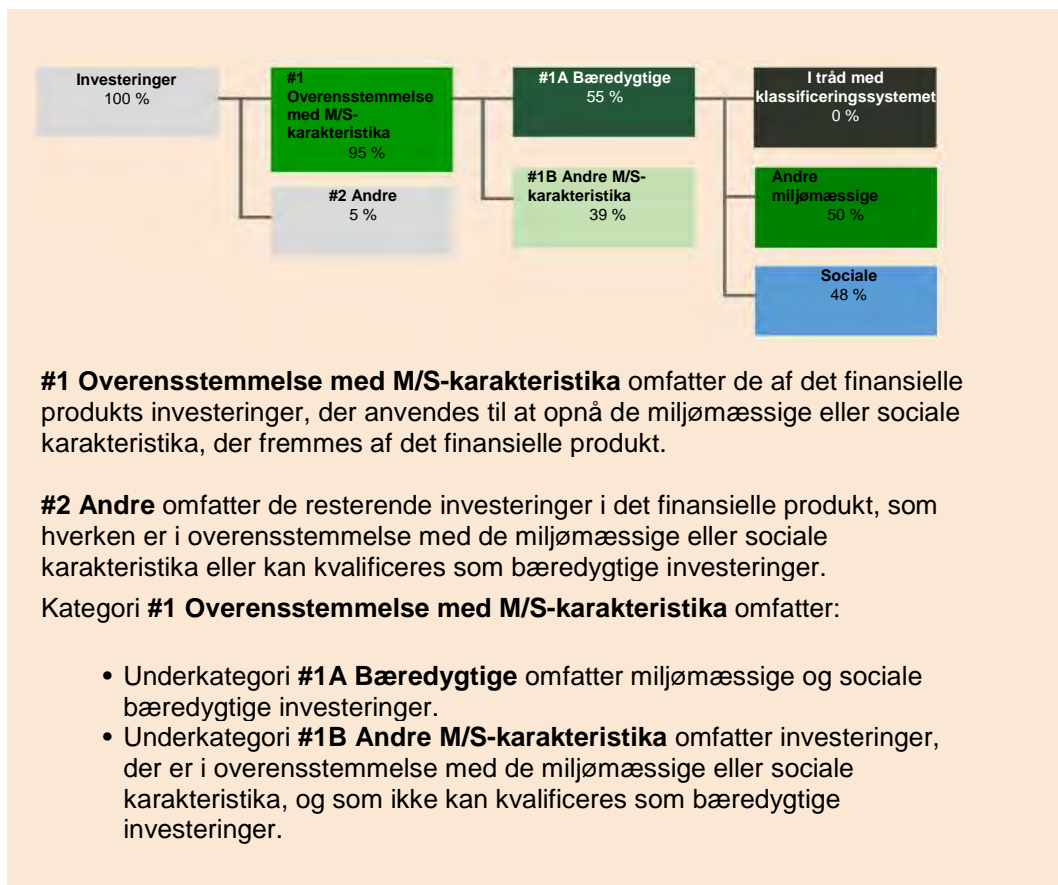 Investeringer
100 %
#1
Overensstemmelse
med M/S-
karakteristika
95 %
#2 Andre
5 %
#1A Bæredygtige
55 %
#1B Andre M/S-
karakteristika
39 %
I tråd med
klassificeringssystemet
0 %
Andre
miljømæssige
50 %
Sociale
48 %
#1 Overensstemmelse med M/S-karakteristika omfatter de af det finansielle
produkts investeringer, der anvendes til at opnå de miljømæssige eller sociale
karakteristika, der fremmes af det finansielle produkt.
#2 Andre omfatter de resterende investeringer i det finansielle produkt, som
hverken er i overensstemmelse med de miljømæssige eller sociale
karakteristika eller kan kvalificeres som bæredygtige investeringer.
Kategori #1 Overensstemmelse med M/S-karakteristika omfatter:
• Underkategori #1A Bæredygtige omfatter miljømæssige og sociale
bæredygtige investeringer.
• Underkategori #1B Andre M/S-karakteristika omfatter investeringer,
der er i overensstemmelse med de miljømæssige eller sociale
karakteristika, og som ikke kan kvalificeres som bæredygtige
investeringer.